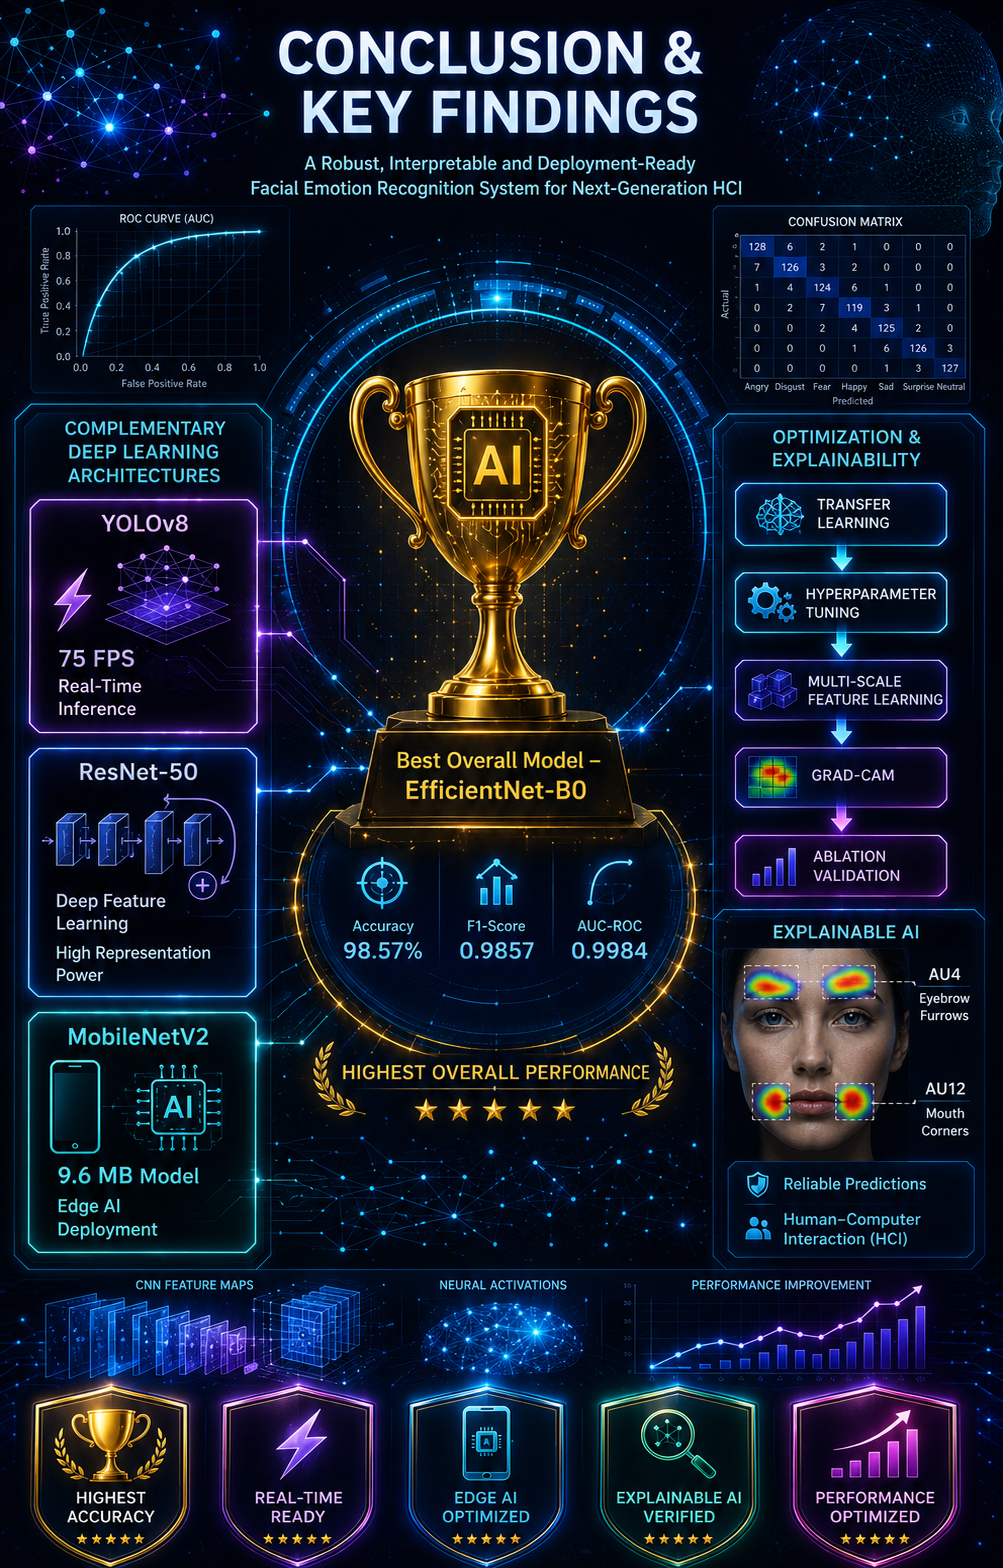 CONCLUSION &
KEY FINDINGS
A Robust, Interpretable and Deployment-Ready
Facial Emotion Recognition System for Next-Generation HCI
ROC CURVE (AUC)
True Positive Rate
1.0
0.8
0.6
0.4
0.2
0.0
0.0 0.2 0.4 0.6 0.8 1.0
False Positive Rate
CONFUSION MATRIX
Actual
128 6 2 1 0 0 0
7 126 3 2 0 0 0
1 4 124 6 1 0 0
0 2 7 119 3 1 0
0 0 2 4 125 2 0
0 0 0 1 6 126 3
0 0 0 0 1 3 127
Angry Disgust Fear Happy Sad Surprise Neutral
Predicted
COMPLEMENTARY
DEEP LEARNING
ARCHITECTURES
YOLOv8
75 FPS
Real-Time
Inference
ResNet-50
+
Deep Feature
Learning
High Representation
Power
MobileNetV2
AI
9.6 MB Model
Edge AI
Deployment
AI
Best Overall Model –
EfficientNet-B0
Accuracy
98.57%
F1-Score
0.9857
AUC-ROC
0.9984
HIGHEST OVERALL PERFORMANCE
OPTIMIZATION &
EXPLAINABILITY
TRANSFER
LEARNING
HYPERPARAMETER
TUNING
MULTI-SCALE
FEATURE LEARNING
GRAD-CAM
ABLATION
VALIDATION
EXPLAINABLE AI
AU4
Eyebrow
Furrows
AU12
Mouth
Corners
Reliable Predictions
Human–Computer
Interaction (HCI)
CNN FEATURE MAPS
NEURAL ACTIVATIONS
PERFORMANCE IMPROVEMENT
HIGHEST
ACCURACY
REAL-TIME
READY
AI
EDGE AI
OPTIMIZED
EXPLAINABLE AI
VERIFIED
PERFORMANCE
OPTIMIZED